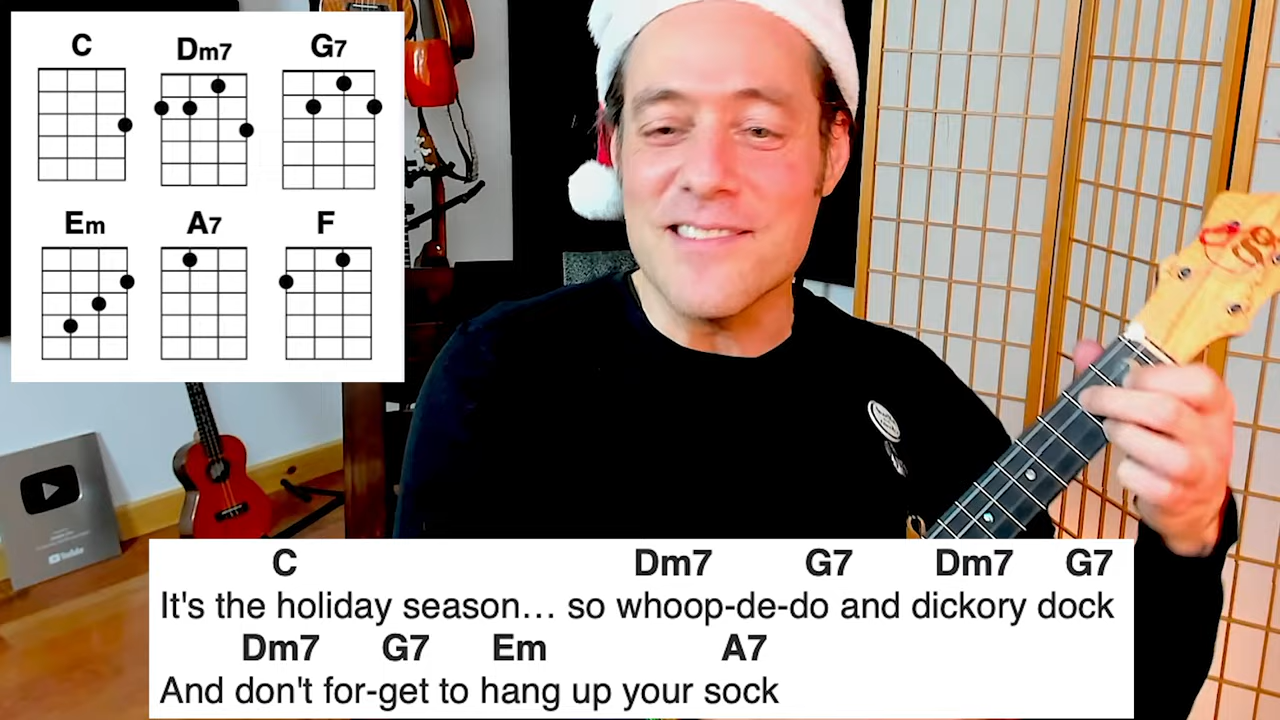 C Dm7 G7
Em A7 F
C Dm7 G7 Dm7 G7
It's the holiday season... so whoop-de-do and dickory dock
Dm7 G7 Em A7
And don't for-get to hang up your sock
YouTube